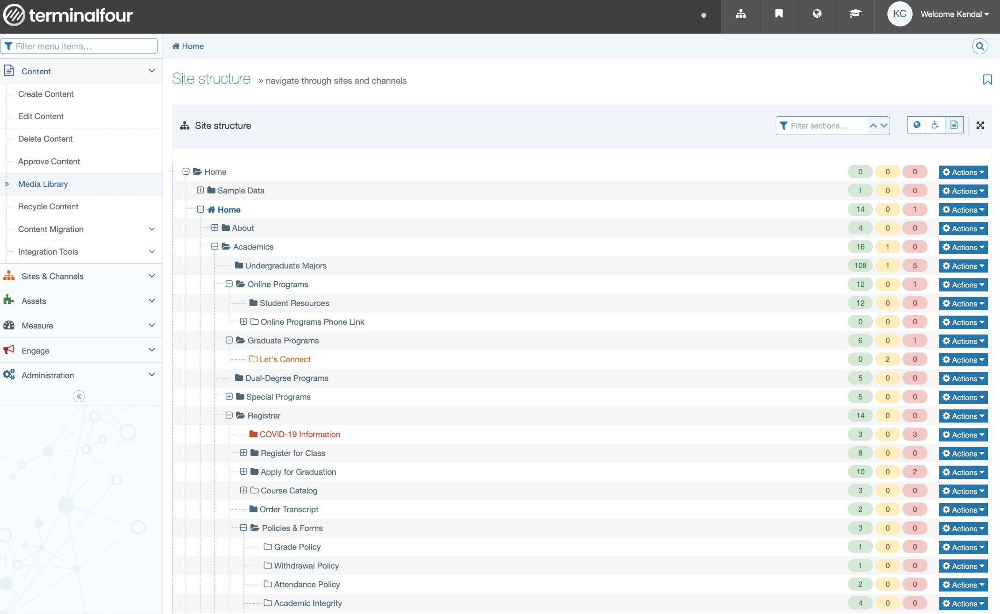 terminalfour
KC Welcome Kendal
Filter menu items...
Home
Content
Create Content
Edit Content
Delete Content
Approve Content
» Media Library
Recycle Content
Content Migration
Integration Tools
Sites & Channels
Assets
Measure
Engage
Administration
«
Site structure » navigate through sites and channels
Site structure
Filter sections...
Home 0 0 0 Actions
Sample Data 1 0 0 Actions
Home 14 0 1 Actions
About 4 0 0 Actions
Academics 16 1 0 Actions
Undergraduate Majors 108 1 5 Actions
Online Programs 12 0 1 Actions
Student Resources 12 0 0 Actions
Online Programs Phone Link 0 0 0 Actions
Graduate Programs 6 0 1 Actions
Let's Connect 0 2 0 Actions
Dual-Degree Programs 5 0 0 Actions
Special Programs 5 0 0 Actions
Registrar 14 0 0 Actions
COVID-19 Information 3 0 3 Actions
Register for Class 8 0 0 Actions
Apply for Graduation 10 0 2 Actions
Course Catalog 3 0 0 Actions
Order Transcript 2 0 0 Actions
Policies & Forms 3 0 0 Actions
Grade Policy 1 0 0 Actions
Withdrawal Policy 1 0 0 Actions
Attendance Policy 2 0 0 Actions
Academic Integrity 4 0 0 Actions